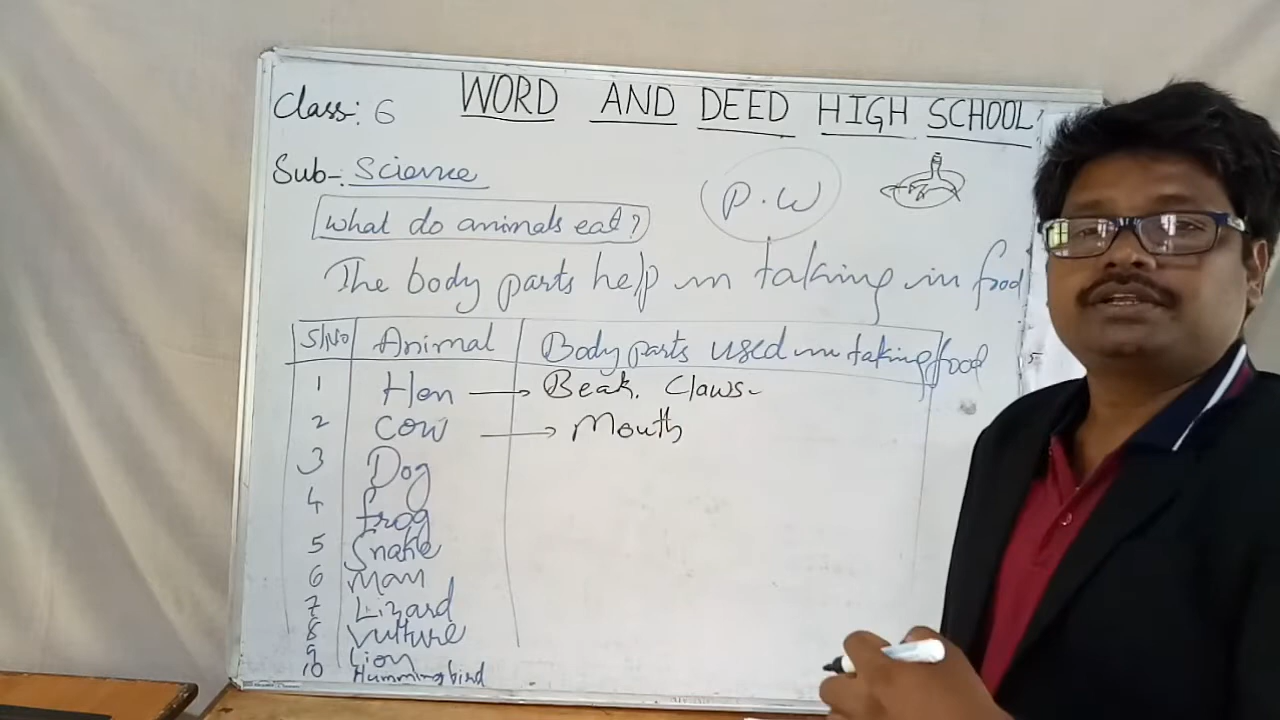 Class:- 6
WORD AND DEED HIGH SCHOOL:
Sub-: Science
P.W
What do animals eat?
The body parts help in taking in food
S/No Animal Body parts used in taking food
1 Hen → Beak. Claws-
2 Cow → Mouth
3 Dog
4 frog
5 Snake
6 Man
7 Lizard
8 Vulture
9 Lion
10 Hummingbird